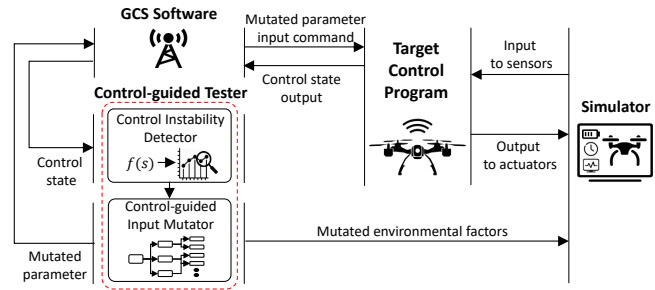 GCS Software
Mutated parameter
input command
Control state
output
Target
Control
Program
Input
to sensors
Output
to actuators
Simulator
Control-guided Tester
Control Instability
Detector
f(s)
Control
state
Control-guided
Input Mutator
Mutated
parameter
Mutated environmental factors